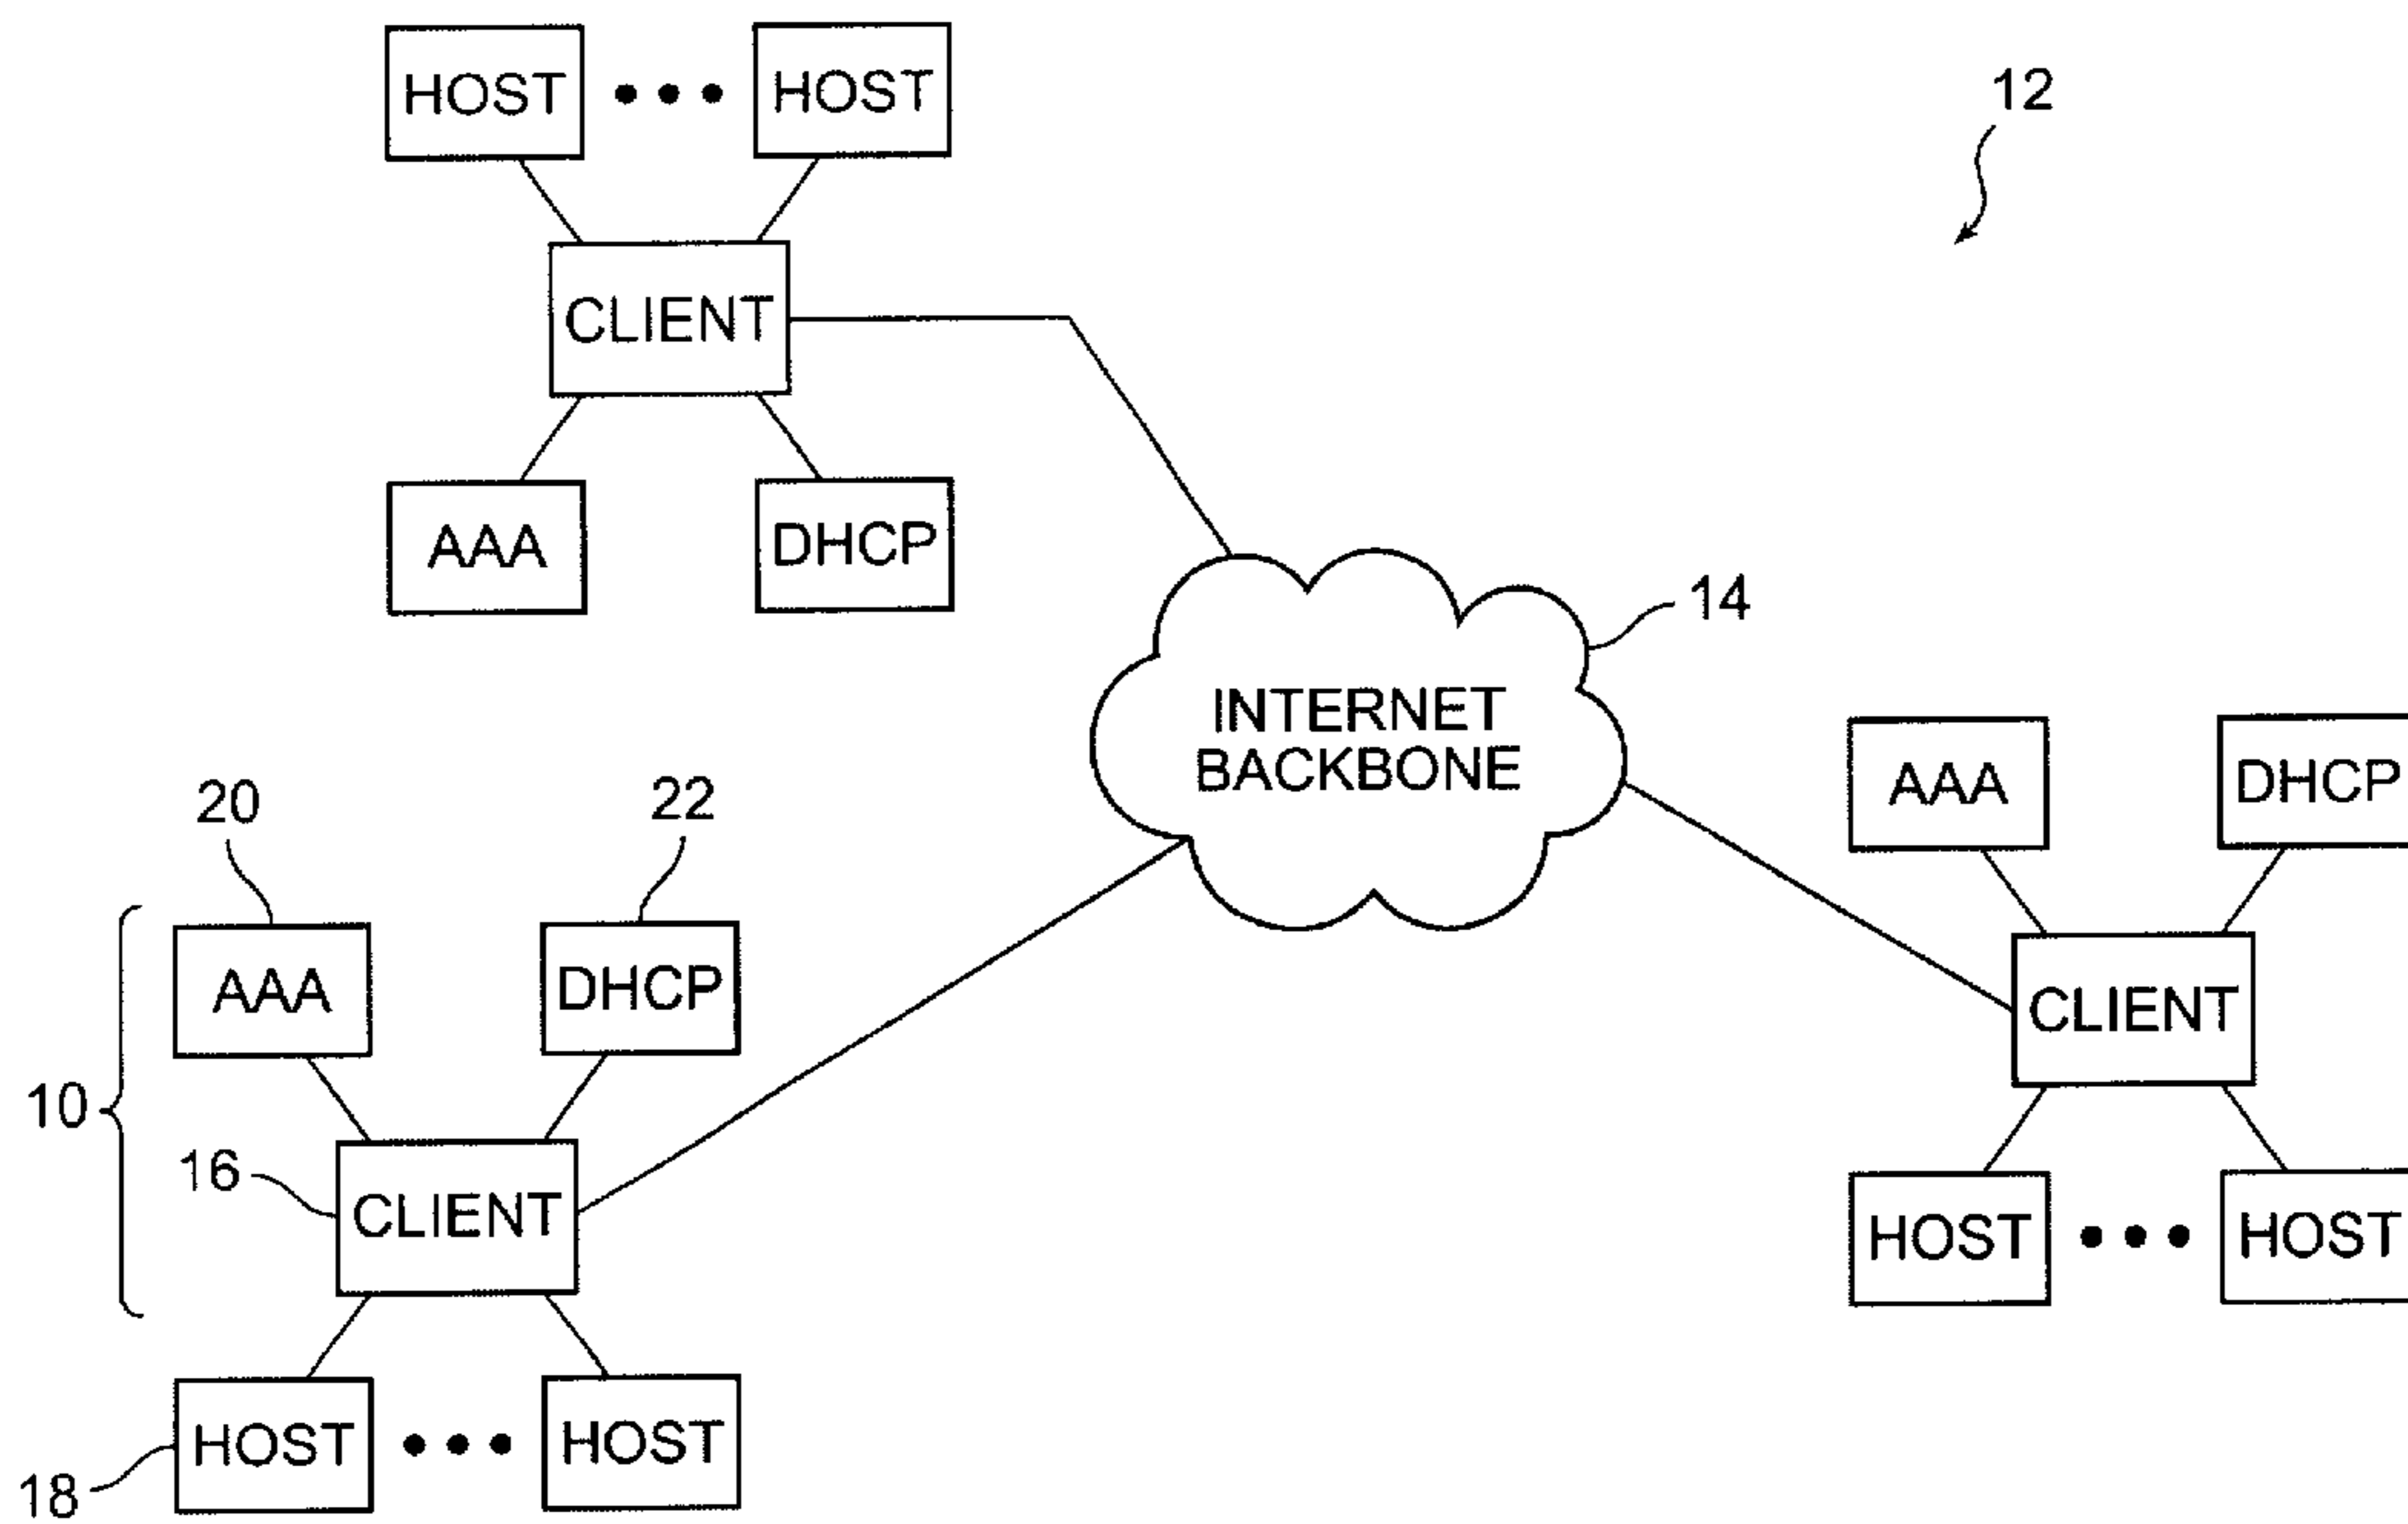 HOST
HOST
12
CLIENT
AAA
DHCP
14
INTERNET
BACKBONE
AAA
DHCP
20
22
AAA
DHCP
10
CLIENT
16
CLIENT
HOST
HOST
HOST
HOST
18